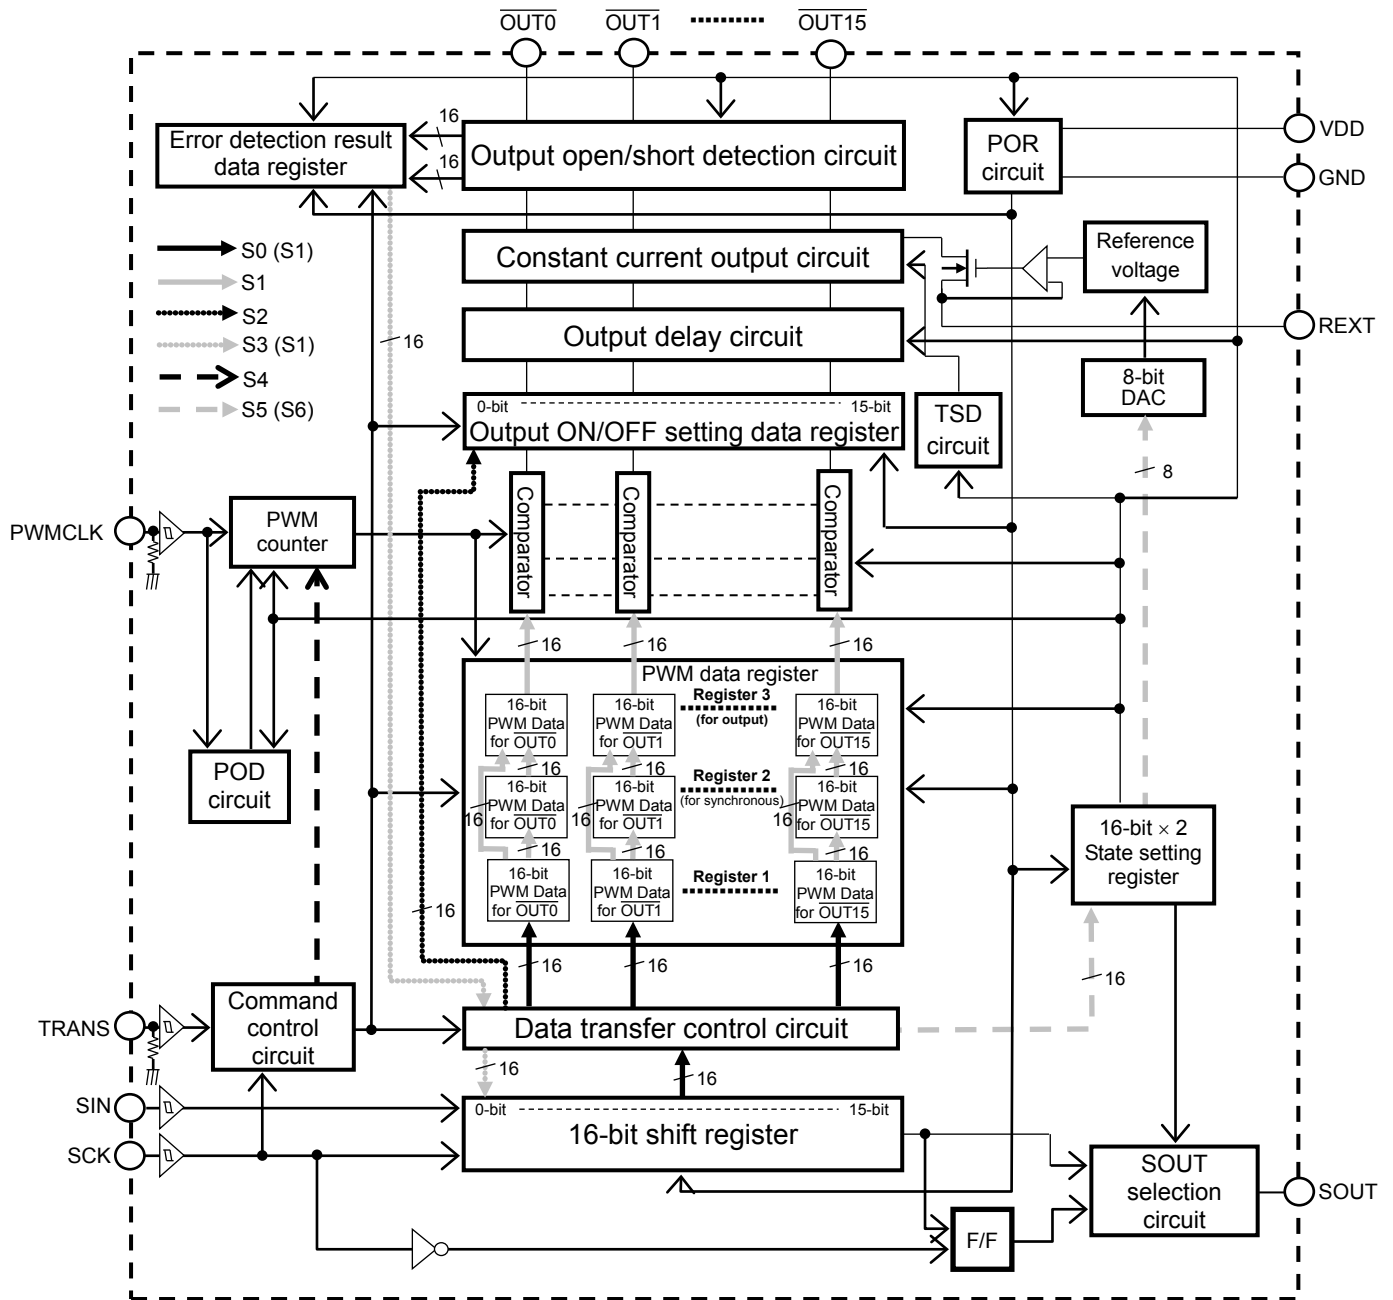 OUT0 OUT1 OUT15
Error detection result
data register
16
16
Output open/short detection circuit
POR
circuit
VDD
GND
S0 (S1)
S1
S2
S3 (S1)
S4
S5 (S6)
16
Constant current output circuit
Reference
voltage
REXT
Output delay circuit
8-bit
DAC
0-bit 15-bit
Output ON/OFF setting data register
TSD
circuit
8
PWMCLK
PWM
counter
Comparator
Comparator
Comparator
16 16 16
PWM data register
16-bit
PWM Data
for OUT0
16-bit
PWM Data
for OUT1
Register 3
(for output)
16-bit
PWM Data
for OUT15
16 16 16
POD
circuit
16
16-bit
PWM Data
for OUT0
16
16-bit
PWM Data
for OUT1
Register 2
(for synchronous)
16
16-bit
PWM Data
for OUT15
16 16 16
16-bit
PWM Data
for OUT0
16-bit
PWM Data
for OUT1
Register 1
16-bit
PWM Data
for OUT15
16-bit × 2
State setting
register
16
16 16 16
16
TRANS
Command
control
circuit
Data transfer control circuit
16 16
SIN
SCK
0-bit 15-bit
16-bit shift register
SOUT
selection
circuit
SOUT
F/F